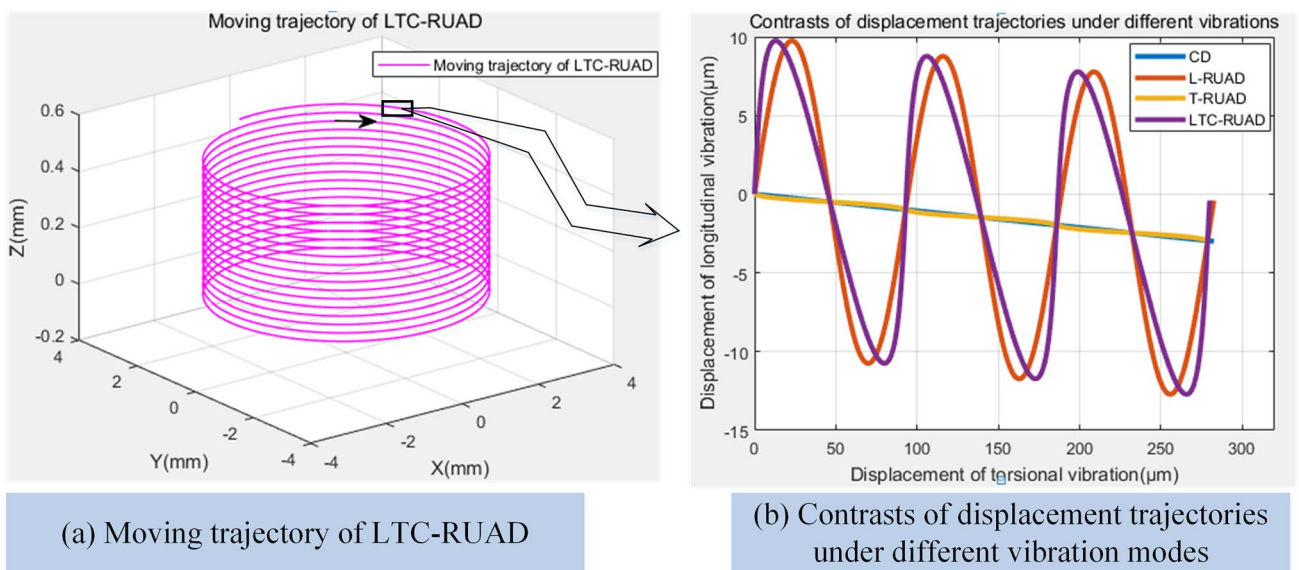 Moving trajectory of LTC-RUAD
Moving trajectory of LTC-RUAD
0.6
0.4
0.2
0
-0.2
Z(mm)
4
2
0
-2
-4
Y(mm)
-4
-2
0
2
4
X(mm)
(a) Moving trajectory of LTC-RUAD
Contrasts of displacement trajectories under different vibrations
CD
L-RUAD
T-RUAD
LTC-RUAD
10
5
0
-5
-10
-15
Displacement of longitudinal vibration(μm)
0
50
100
150
200
250
300
Displacement of torsional vibration(μm)
(b) Contrasts of displacement trajectories
under different vibration modes